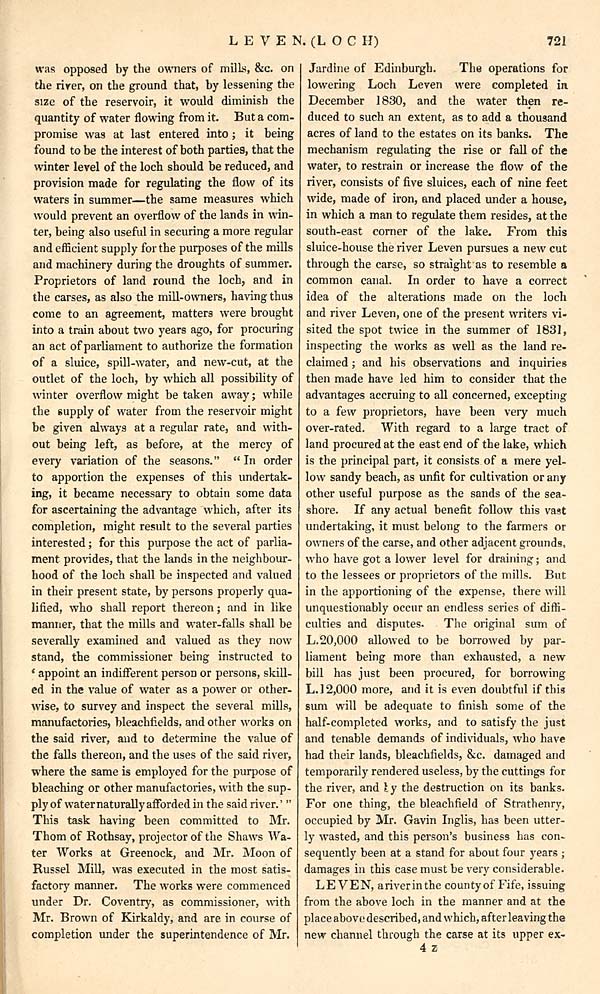 LEVEN. (LOCH) 721
was opposed by the owners of mills, &c. on
the river, on the ground that, by lessening the
size of the reservoir, it would diminish the
quantity of water flowing from it. But a com-
promise was at last entered into; it being
found to be the interest of both parties, that the
winter level of the loch should be reduced, and
provision made for regulating the flow of its
waters in summer—the same measures which
would prevent an overflow of the lands in win-
ter, being also useful in securing a more regular
and efficient supply for the purposes of the mills
and machinery during the droughts of summer.
Proprietors of land round the loch, and in
the carses, as also the mill-owners, having thus
come to an agreement, matters were brought
into a train about two years ago, for procuring
an act of parliament to authorize the formation
of a sluice, spill-water, and new-cut, at the
outlet of the loch, by which all possibility of
winter overflow might be taken away; while
the supply of water from the reservoir might
be given always at a regular rate, and with-
out being left, as before, at the mercy of
every variation of the seasons." "In order
to apportion the expenses of this undertak-
ing, it became necessary to obtain some data
for ascertaining the advantage which, after its
completion, might result to the several parties
interested; for this purpose the act of parlia-
ment provides, that the lands in the neighbour-
hood of the loch shall be inspected and valued
in their present state, by persons properly qua-
lified, who shall report thereon; and in like
manner, that the mills and water-falls shall be
severally examined and valued as they now
stand, the commissioner being instructed to
'appoint an indifferent person or persons, skill-
ed in the value of water as a power or other-
wise, to survey and inspect the several mills,
manufactories, bleachfields, and other works on
the said river, and to determine the value of
the falls thereon, and the uses of the said river,
where the same is employed for the purpose of
bleaching or other manufactories, with the sup-
ply of water naturally afforded in the said river.'"
This task having been committed to Mr.
Thom of Rothsay, projector of the Shaws Wa-
ter Works at Greenock, and Mr. Moon of
Russel Mill, was executed in the most satis-
factory manner. The works were commenced
under Dr. Coventry, as commissioner, with
Mr. Brown of Kirkaldy, and are in course of
completion under the superintendence of Mr.
Jardine of Edinburgh. The operations for
lowering Loch Leven were completed in
December 1830, and the water then re-
duced to such an extent, as to add a thousand
acres of land to the estates on its banks. The
mechanism regulating the rise or fall of the
water, to restrain or increase the flow of the
river, consists of five sluices, each of nine feet
wide, made of iron, and placed under a house,
in which a man to regulate them resides, at the
south-east corner of the lake. From this
sluice-house the river Leven pursues a new cut
through the carse, so straight as to resemble a
common canal. In order to have a correct
idea of the alterations made on the loch
and river Leven, one of the present writers vi-
sited the spot twice in the summer of 1831,
inspecting the works as well as the land re-
claimed; and his observations and inquiries
then made have led him to consider that the
advantages accruing to all concerned, excepting
to a few proprietors, have been very much
over-rated. With regard to a large tract of
land procured at the east end of the lake, which
is the principal part, it consists of a mere yel-
low sandy beach, as unfit for cultivation or any
other useful purpose as the sands of the sea-
shore. If any actual benefit follow this vast
undertaking, it must belong to the farmers or
owners of the carse, and other adjacent grounds,
who have got a lower level for draining; and
to the lessees or proprietors of the mills. But
in the apportioning of the expense, there will
unquestionably occur an endless series of diffi-
culties and disputes. The original sum of
L.20,000 allowed to be borrowed by par-
liament being more than exhausted, a new
bill has just been procured, for borrowing
L.12,000 more, and it is even doubtful if this
sum will be adequate to finish some of the
half-completed works, and to satisfy the just
and tenable demands of individuals, who have
had their lands, bleachfields, &c. damaged and
temporarily rendered useless, by the cuttings for
the river, and by the destruction on its banks.
For one thing, the bleachfield of Strathenry,
occupied by Mr. Gavin Inglis, has been utter-
ly wasted, and this person's business has con-
sequently been at a stand for about four years;
damages in this case must be very considerable.
LEVEN, a river in the county of Fife, issuing
from the above loch in the manner and at the
place above described, and which, after leaving the
new channel through the carse at its upper ex-
4 Z